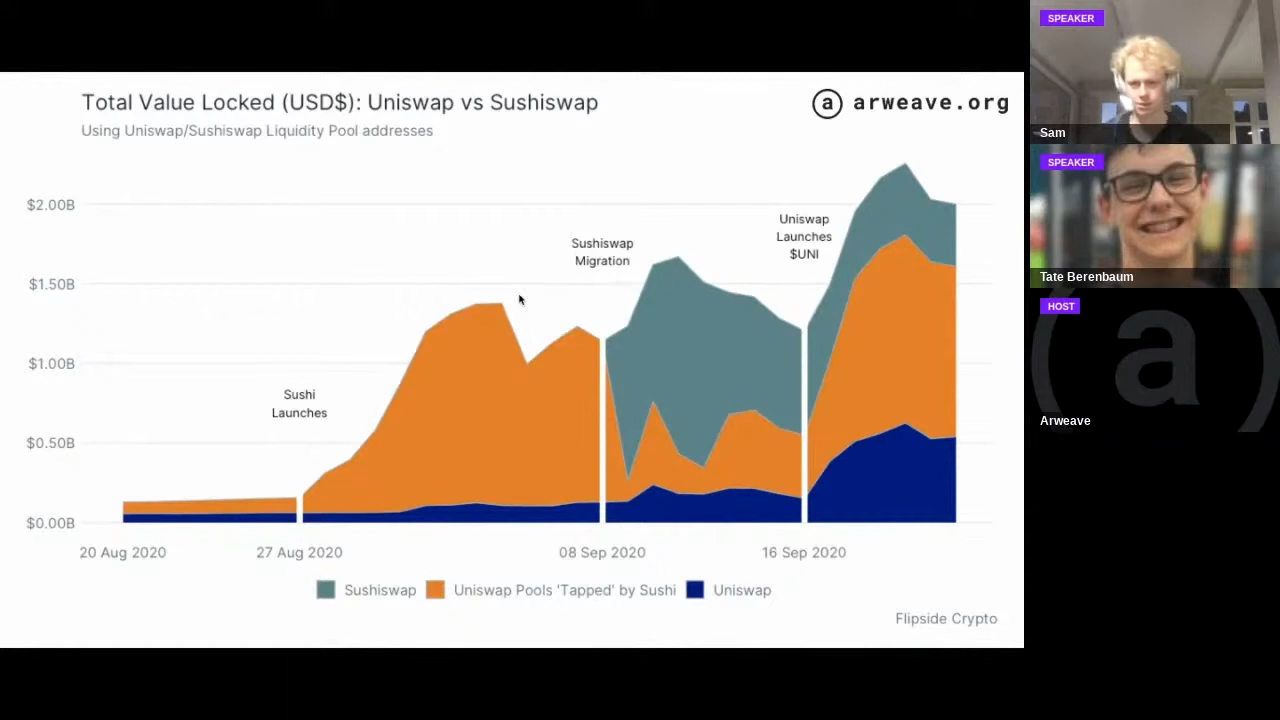 Total Value Locked (USD$): Uniswap vs Sushiswap
Using Uniswap/Sushiswap Liquidity Pool addresses
a arweave.org
$2.00B
$1.50B
$1.00B
$0.50B
$0.00B
Sushi
Launches
Sushiswap
Migration
Uniswap
Launches
$UNI
20 Aug 2020
27 Aug 2020
08 Sep 2020
16 Sep 2020
Sushiswap
Uniswap Pools 'Tapped' by Sushi
Uniswap
Flipside Crypto
SPEAKER
Sam
SPEAKER
Tate Berenbaum
HOST
(a)
Arweave